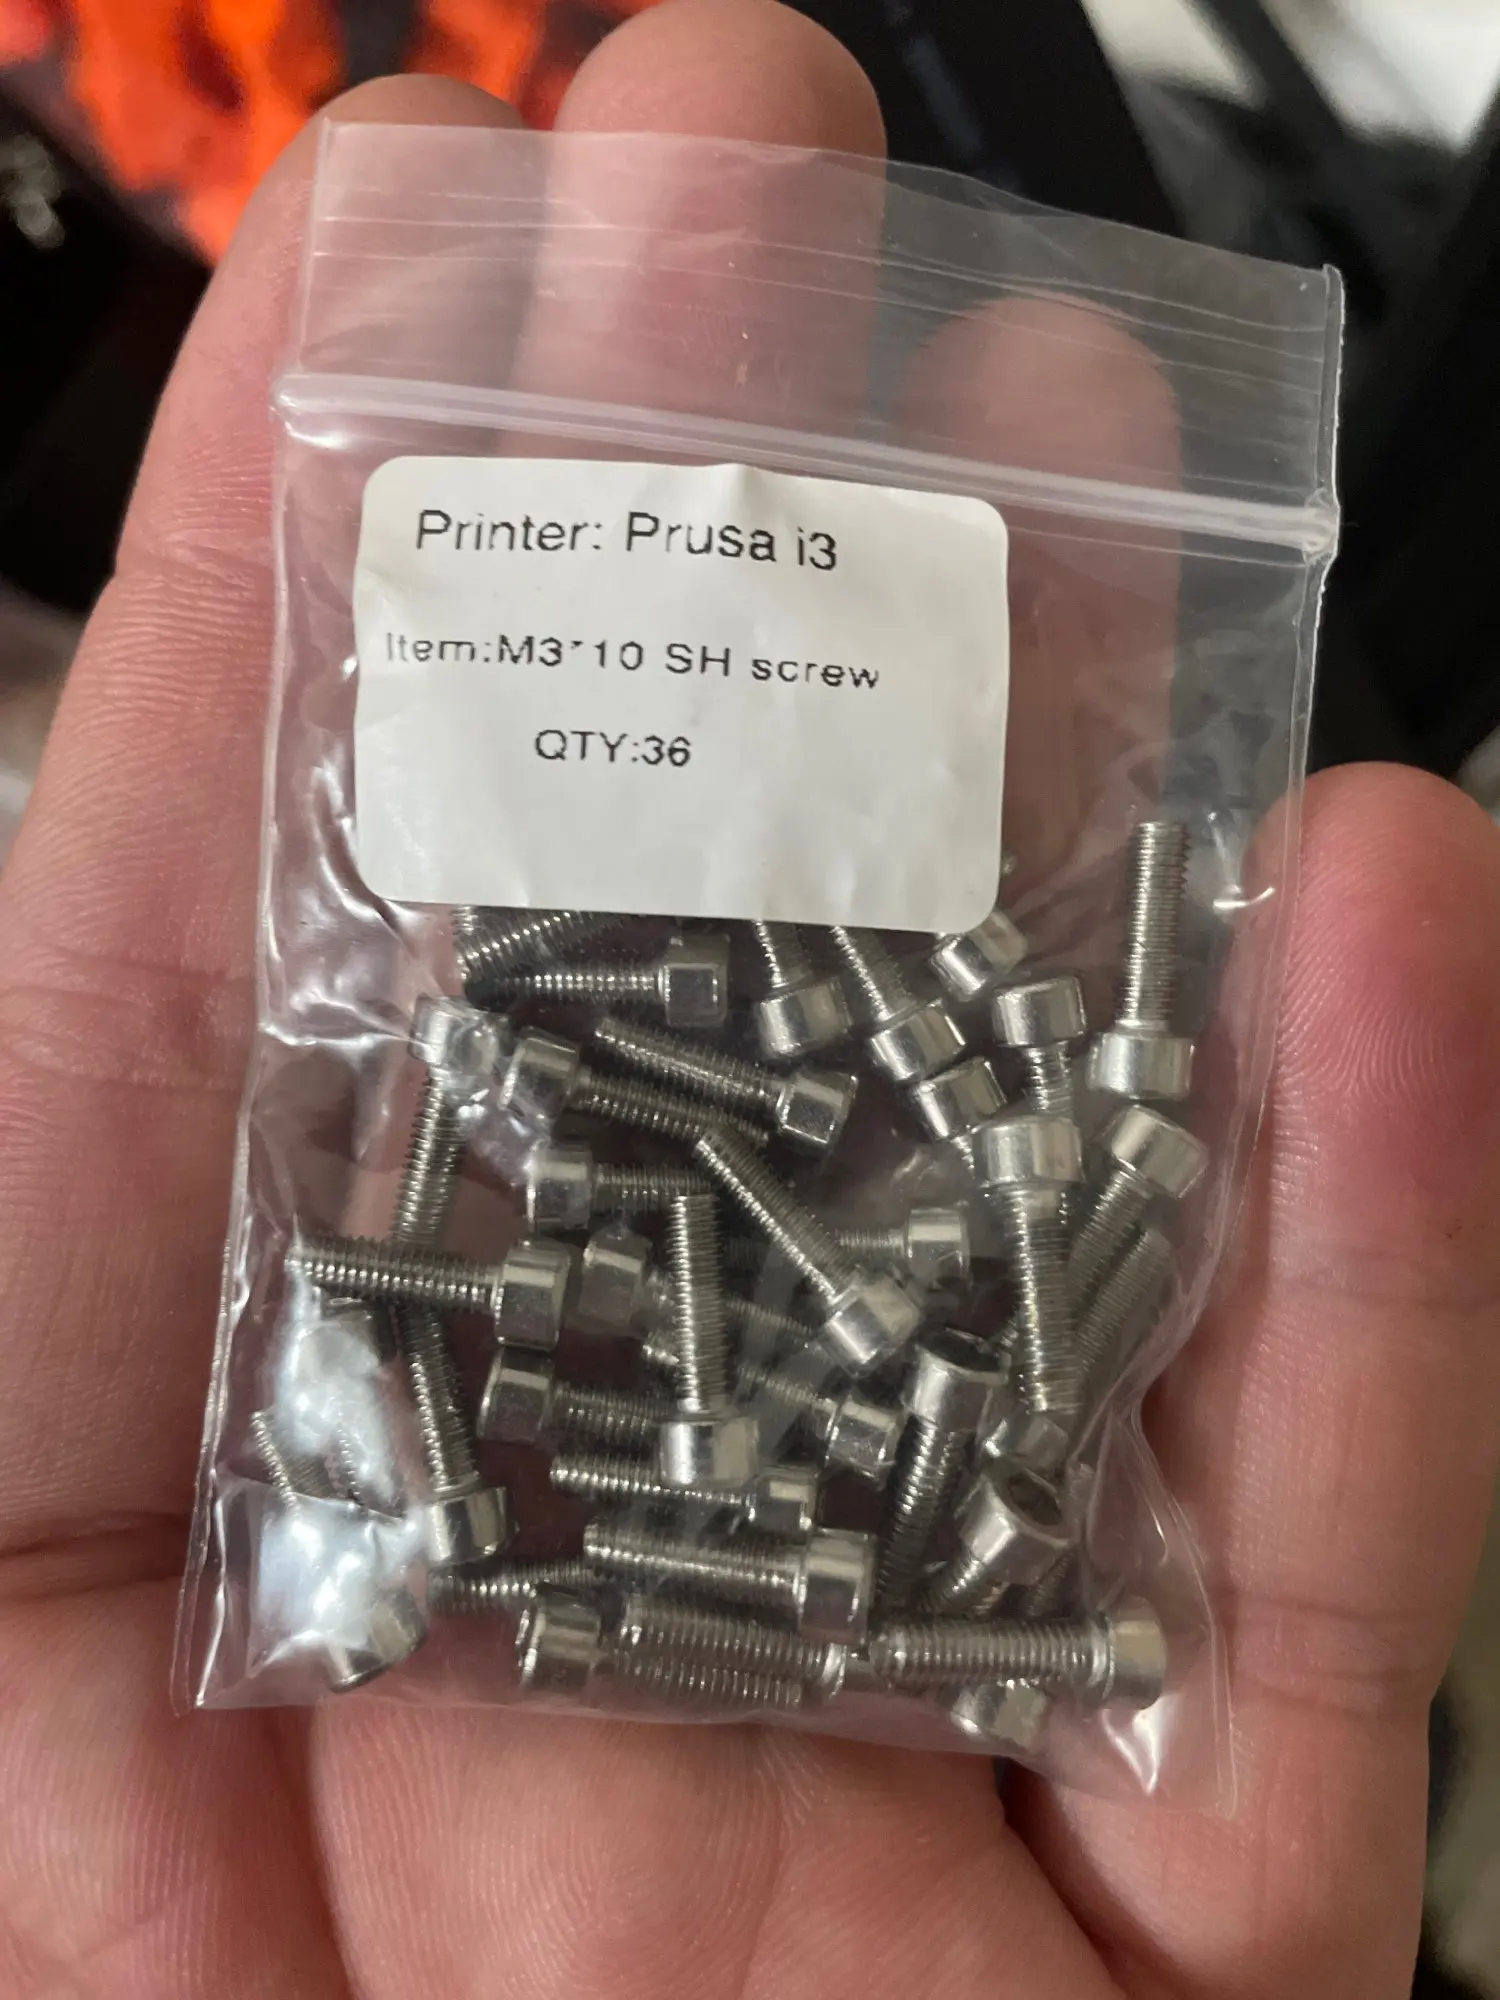 Printer: Prusa i3
Item:M3*10 SH screw
QTY:36